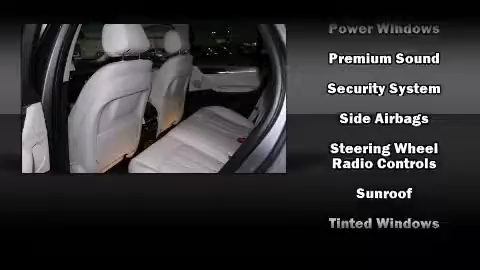 Power Windows
Premium Sound
Security System
Side Airbags
Steering Wheel
Radio Controls
Sunroof
Tinted Windows